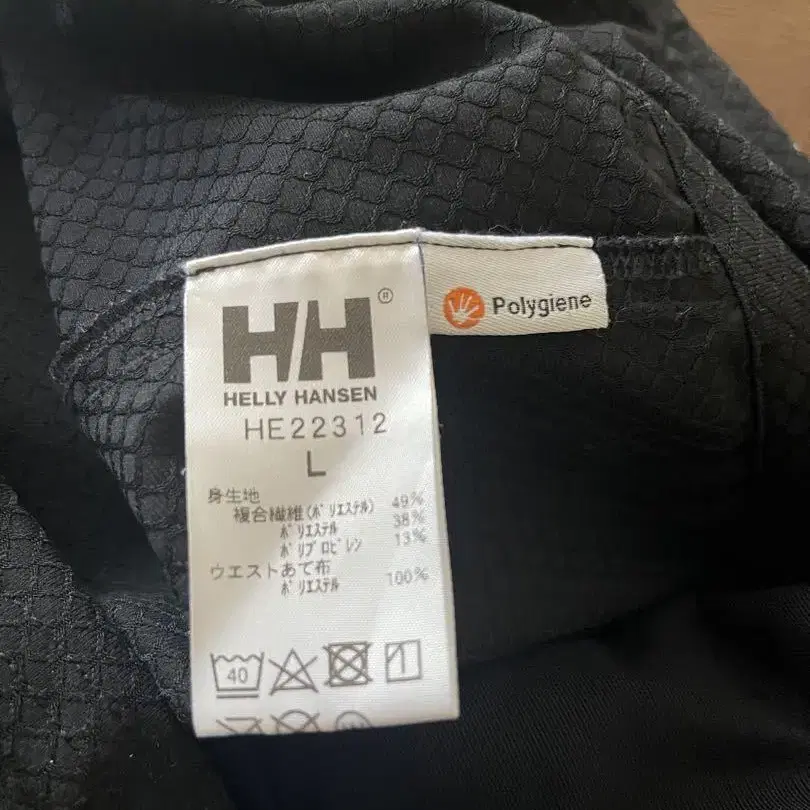 HH®
HELLY HANSEN
HE22312
L
身生地
複合繊維(ﾎﾟﾘｴｽﾃﾙ) 49%
ﾎﾟﾘｴｽﾃﾙ 38%
ﾎﾟﾘﾌﾟﾛﾋﾟﾚﾝ 13%
ウエストあて布
ﾎﾟﾘｴｽﾃﾙ 100%
40
Polygiene